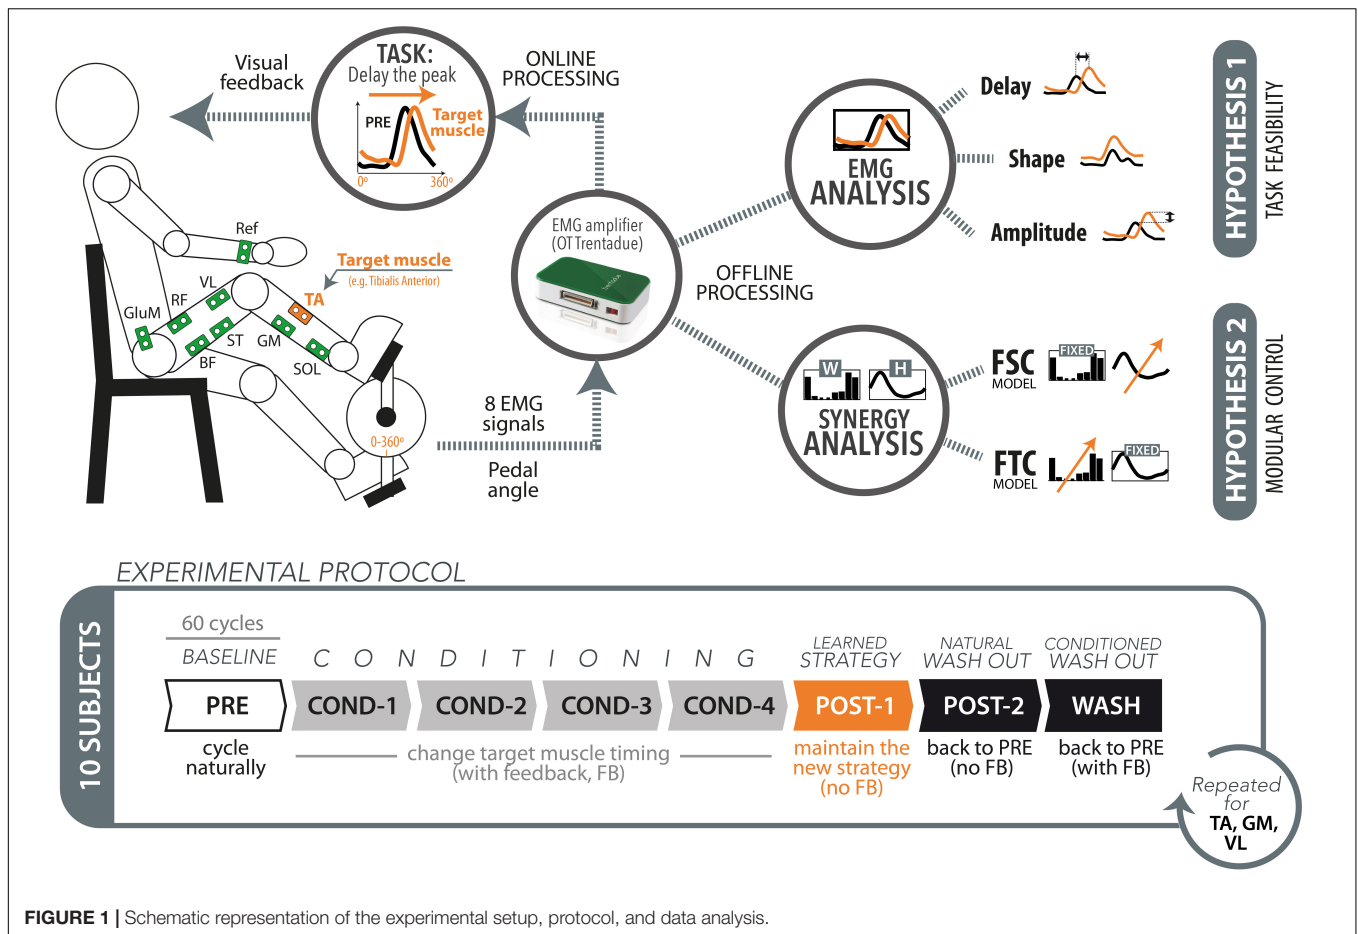 Visual
feedback
TASK:
Delay the peak
PRE
Target
muscle
0º
360º
ONLINE
PROCESSING
EMG amplifier
(OT Trentadue)
OFFLINE
PROCESSING
8 EMG
signals
Pedal
angle
Ref
Target muscle
(e.g. Tibialis Anterior)
TA
VL
RF
GluM
ST
GM
BF
SOL
0-360º
EMG
ANALYSIS
Delay
Shape
Amplitude
HYPOTHESIS 1
TASK FEASIBILITY
W
H
SYNERGY
ANALYSIS
FSC
MODEL
FIXED
FTC
MODEL
FIXED
HYPOTHESIS 2
MODULAR CONTROL
EXPERIMENTAL PROTOCOL
10 SUBJECTS
60 cycles
BASELINE
CONDITIONING
LEARNED
STRATEGY
NATURAL
WASH OUT
CONDITIONED
WASH OUT
PRE
COND-1
COND-2
COND-3
COND-4
POST-1
POST-2
WASH
cycle
naturally
change target muscle timing
(with feedback, FB)
maintain the
new strategy
(no FB)
back to PRE
(no FB)
back to PRE
(with FB)
Repeated
for
TA, GM,
VL
FIGURE 1 | Schematic representation of the experimental setup, protocol, and data analysis.